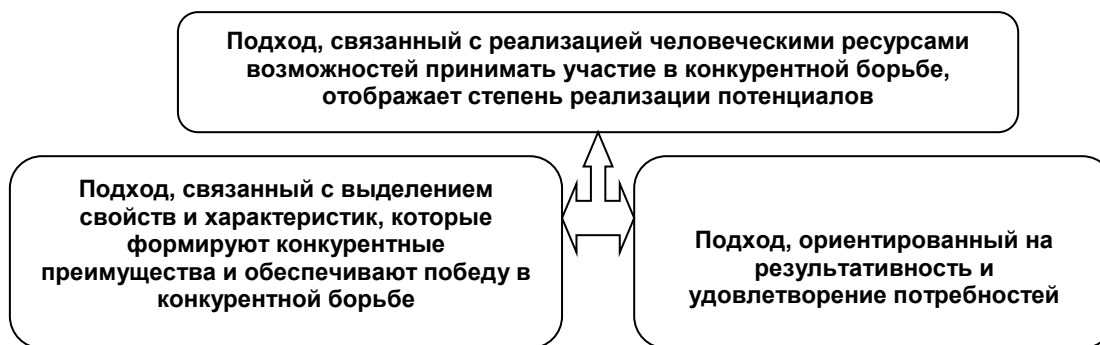 Подход, связанный с реализацией человеческими ресурсами
возможностей принимать участие в конкурентной борьбе,
отображает степень реализации потенциалов
Подход, связанный с выделением
свойств и характеристик, которые
формируют конкурентные
преимущества и обеспечивают победу в
конкурентной борьбе
Подход, ориентированный на
результативность и
удовлетворение потребностей